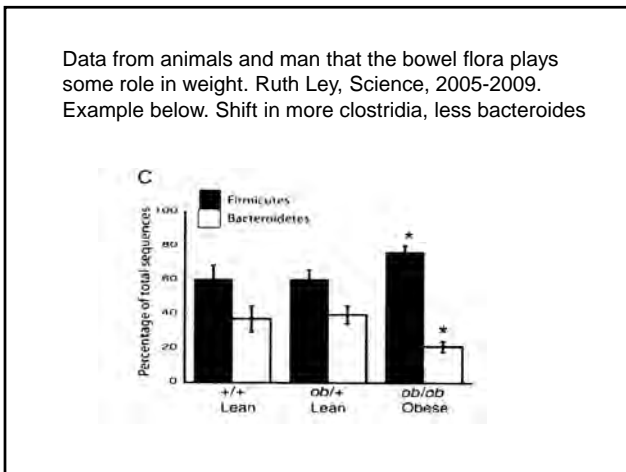 Data from animals and man that the bowel flora plays
some role in weight. Ruth Ley, Science, 2005-2009.
Example below. Shift in more clostridia, less bacteroides
C
Firmicutes
Bacteroidetes
Percentage of total sequences
100
80
60
40
20
0
*
*
+/+
Lean
ob/+
Lean
ob/ob
Obese